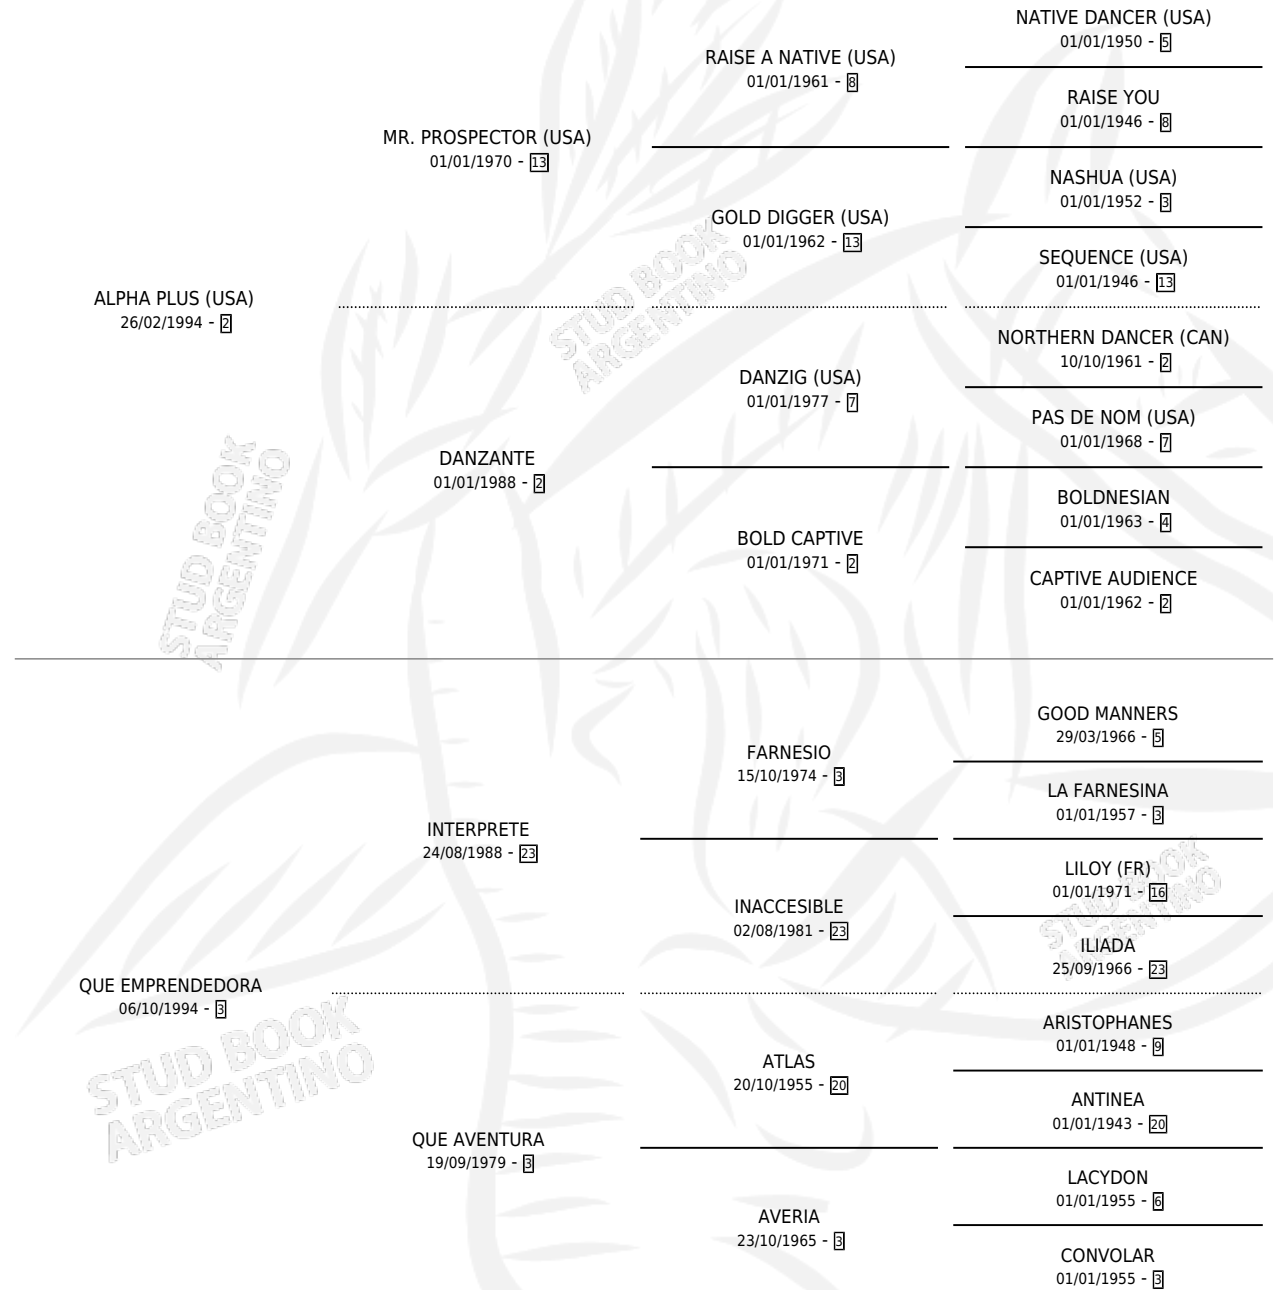 NATIVE DANCER (USA)
01/01/1950 - 5
RAISE A NATIVE (USA)
01/01/1961 - 8
RAISE YOU
01/01/1946 - 8
MR. PROSPECTOR (USA)
01/01/1970 - 13
NASHUA (USA)
01/01/1952 - 3
GOLD DIGGER (USA)
01/01/1962 - 13
SEQUENCE (USA)
01/01/1946 - 13
ALPHA PLUS (USA)
26/02/1994 - 2
STUD BOOK
ARGENTINO
NORTHERN DANCER (CAN)
10/10/1961 - 2
DANZIG (USA)
01/01/1977 - 7
PAS DE NOM (USA)
01/01/1968 - 7
DANZANTE
01/01/1988 - 2
BOLDNESIAN
01/01/1963 - 4
BOLD CAPTIVE
01/01/1971 - 2
CAPTIVE AUDIENCE
01/01/1962 - 2
STUD BOOK
ARGENTINO
GOOD MANNERS
29/03/1966 - 5
FARNESIO
15/10/1974 - 3
LA FARNESINA
01/01/1957 - 3
INTERPRETE
24/08/1988 - 23
LILOY (FR)
01/01/1971 - 16
INACCESIBLE
02/08/1981 - 23
ILIADA
25/09/1966 - 23
STUD BOOK
ARGENTINO
QUE EMPRENDEDORA
06/10/1994 - 3
STUD BOOK
ARGENTINO
ARISTOPHANES
01/01/1948 - 9
ATLAS
20/10/1955 - 20
ANTINEA
01/01/1943 - 20
QUE AVENTURA
19/09/1979 - 3
LACYDON
01/01/1955 - 6
AVERIA
23/10/1965 - 3
CONVOLAR
01/01/1955 - 3